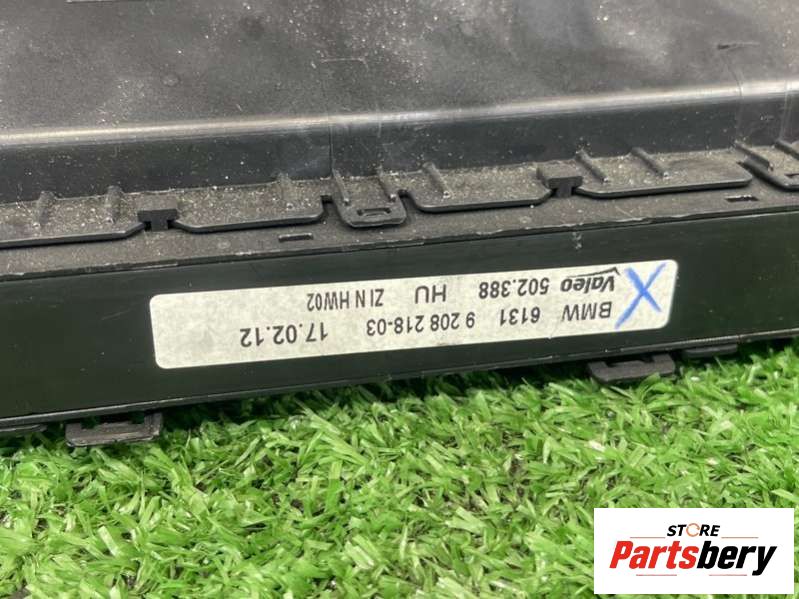 BMW 6131 9 208 218-03 17.02.12
Valeo 502.388 HU ZI N HW02
STORE
Partsbery